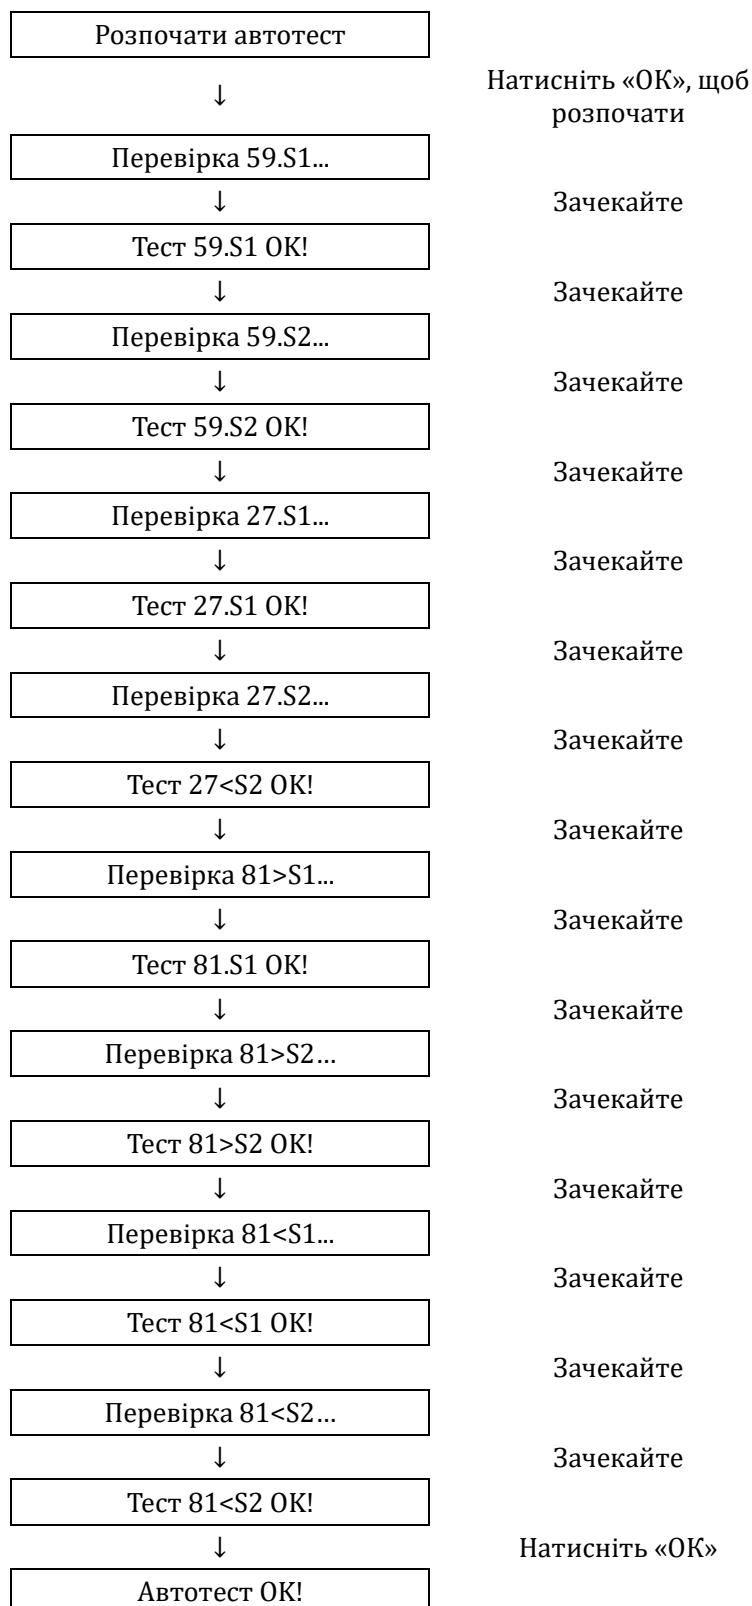 Розпочати автотест
↓
Натисніть «ОК», щоб
розпочати
Перевірка 59.S1...
↓ Зачекайте
Тест 59.S1 OK!
↓ Зачекайте
Перевірка 59.S2...
↓ Зачекайте
Тест 59.S2 OK!
↓ Зачекайте
Перевірка 27.S1...
↓ Зачекайте
Тест 27.S1 OK!
↓ Зачекайте
Перевірка 27.S2...
↓ Зачекайте
Тест 27<S2 OK!
↓ Зачекайте
Перевірка 81>S1...
↓ Зачекайте
Тест 81.S1 OK!
↓ Зачекайте
Перевірка 81>S2...
↓ Зачекайте
Тест 81>S2 OK!
↓ Зачекайте
Перевірка 81<S1...
↓ Зачекайте
Тест 81<S1 OK!
↓ Зачекайте
Перевірка 81<S2...
↓ Зачекайте
Тест 81<S2 OK!
↓ Натисніть «ОК»
Автотест OK!